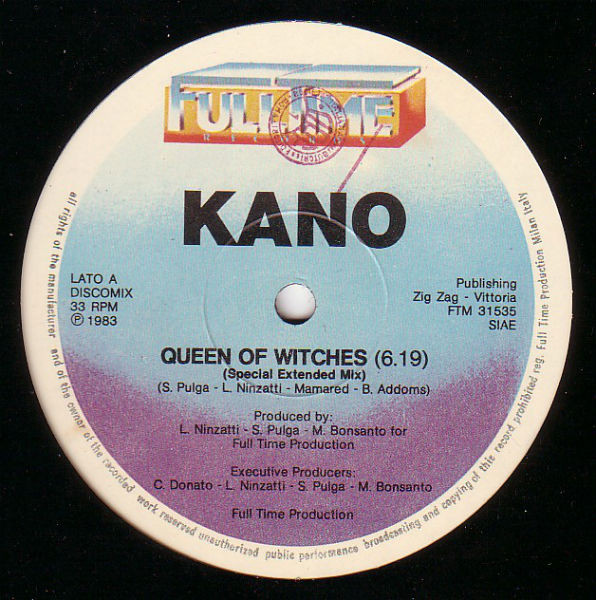 FULLTIME
RECORDS
KANO
LATO A
DISCOMIX
33 RPM
Ⓟ 1983
Publishing
Zig Zag - Vittoria
FTM 31535
SIAE
QUEEN OF WITCHES (6.19)
(Special Extended Mix)
(S. Pulga - L. Ninzatti - Mamared - B. Addoms)
Produced by:
L. Ninzatti - S. Pulga - M. Bonsanto for
Full Time Production
Executive Producers:
C. Donato - L. Ninzatti - S. Pulga - M. Bonsanto
Full Time Production
all rights of the manufacturer and of the owner of the recorded work reserved unauthorized public performance broadcasting and copying of this record prohibited reg. Full Time Production Milan Italy